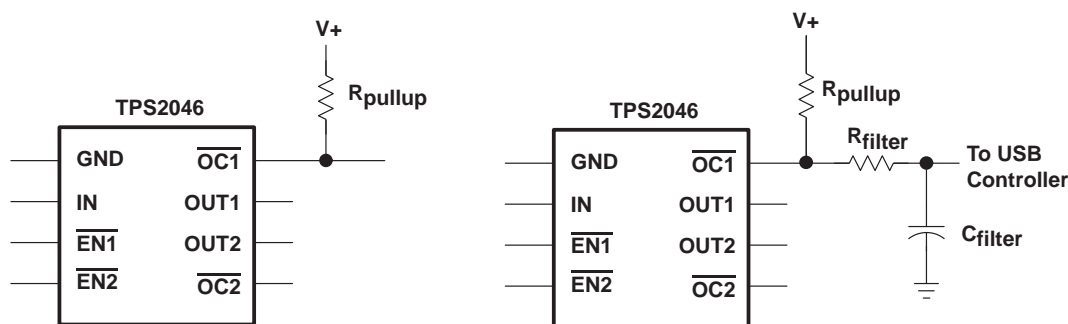 V+
Rpullup
TPS2046
GND
OC1
IN
OUT1
EN1
OUT2
EN2
OC2
V+
Rpullup
TPS2046
Rfilter
GND
OC1
To USB
Controller
IN
OUT1
EN1
OUT2
Cfilter
EN2
OC2